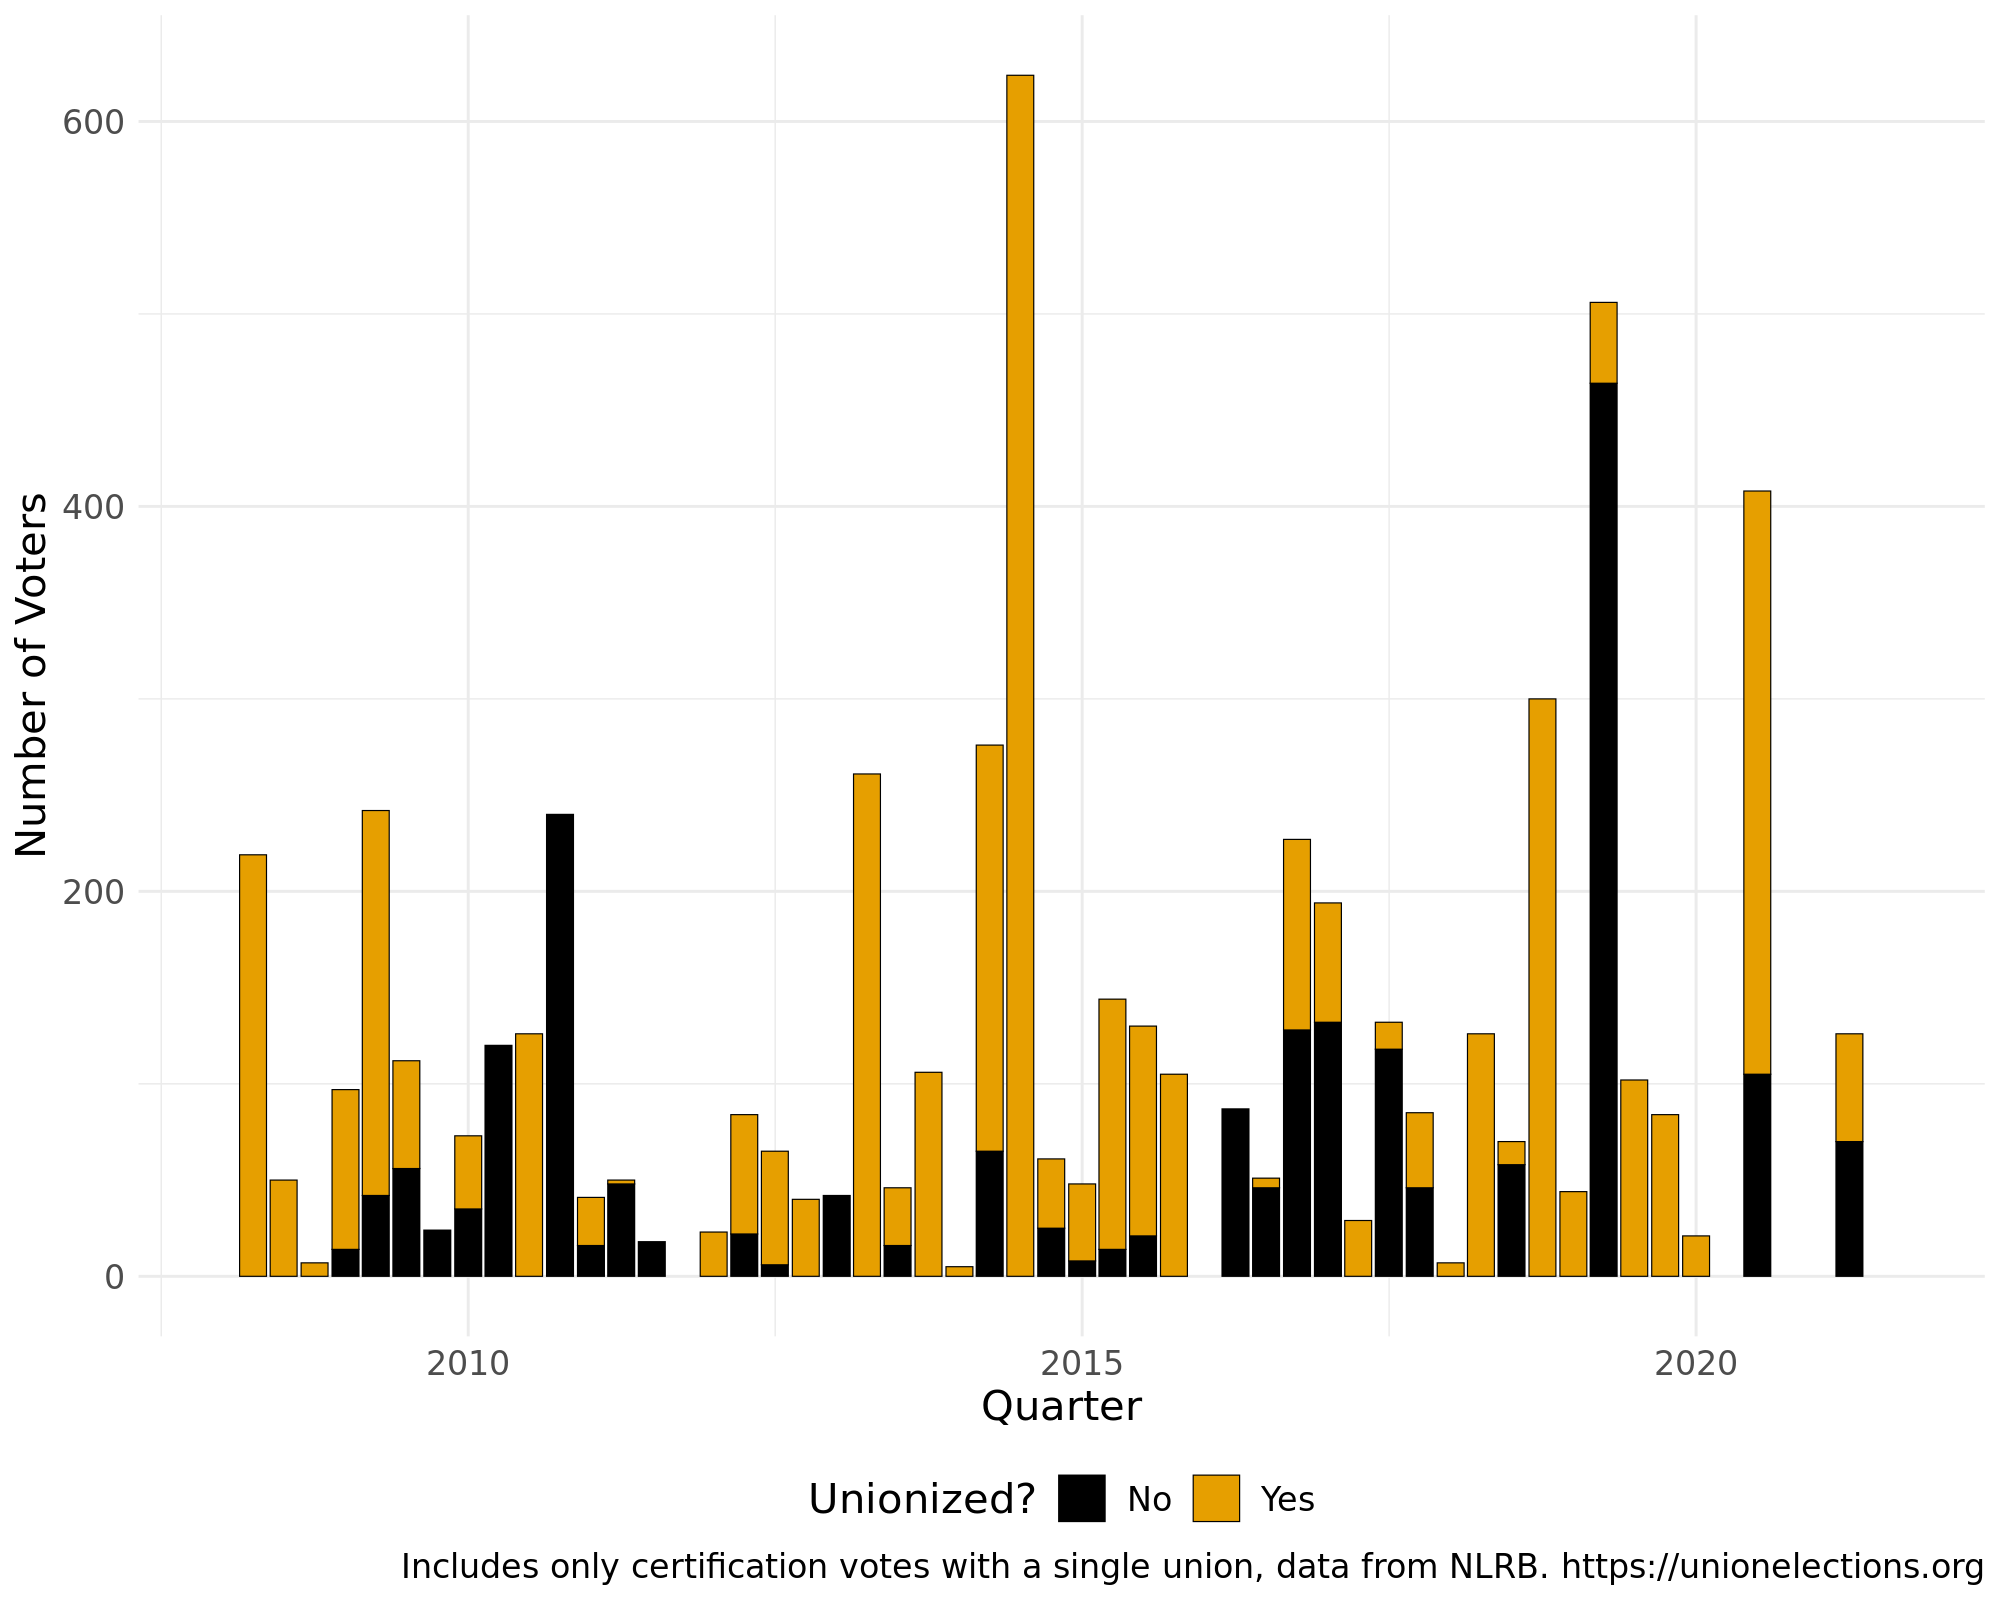 600
400
200
0
Number of Voters
2010 2015 2020
Quarter
Unionized? No Yes
Includes only certification votes with a single union, data from NLRB. https://unionelections.org